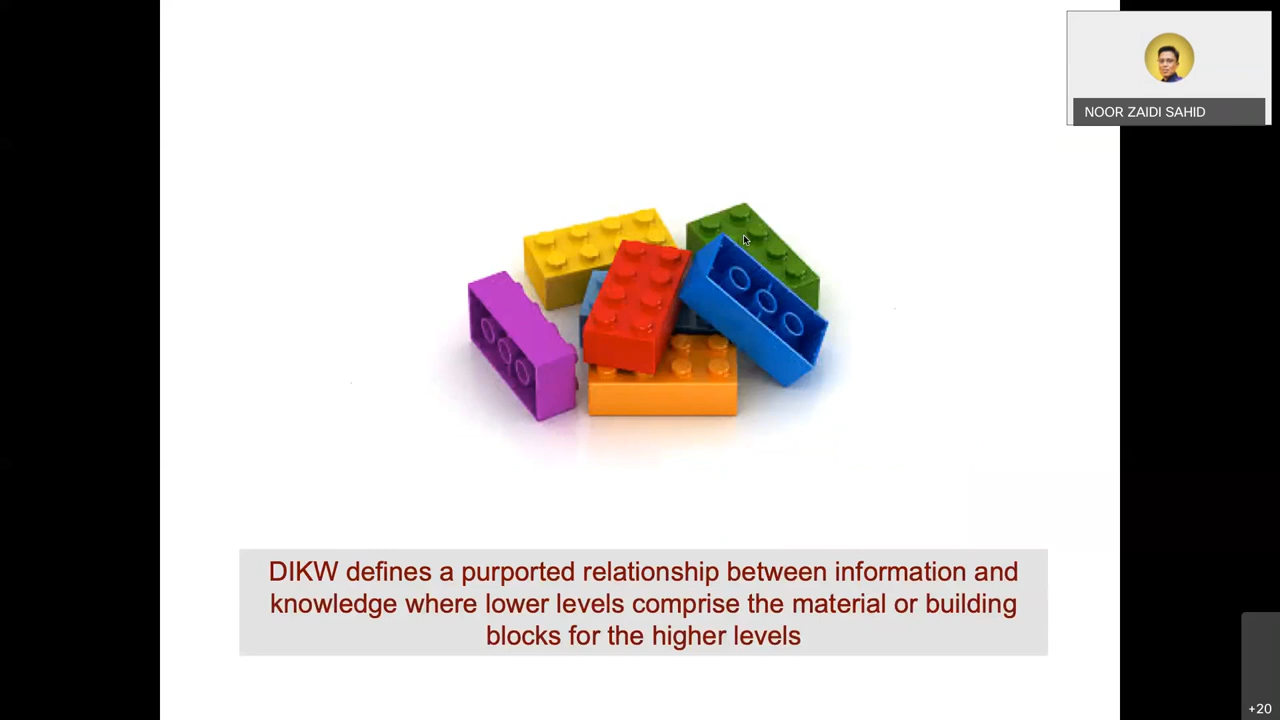 NOOR ZAIDI SAHID
DIKW defines a purported relationship between information and
knowledge where lower levels comprise the material or building
blocks for the higher levels
+20